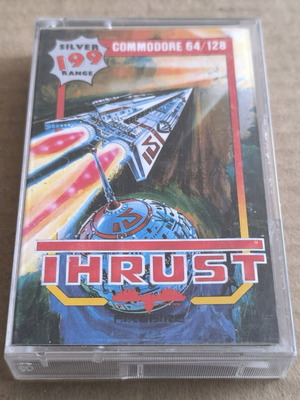 SILVER
199
RANGE
COMMODORE 64/128
THRUST